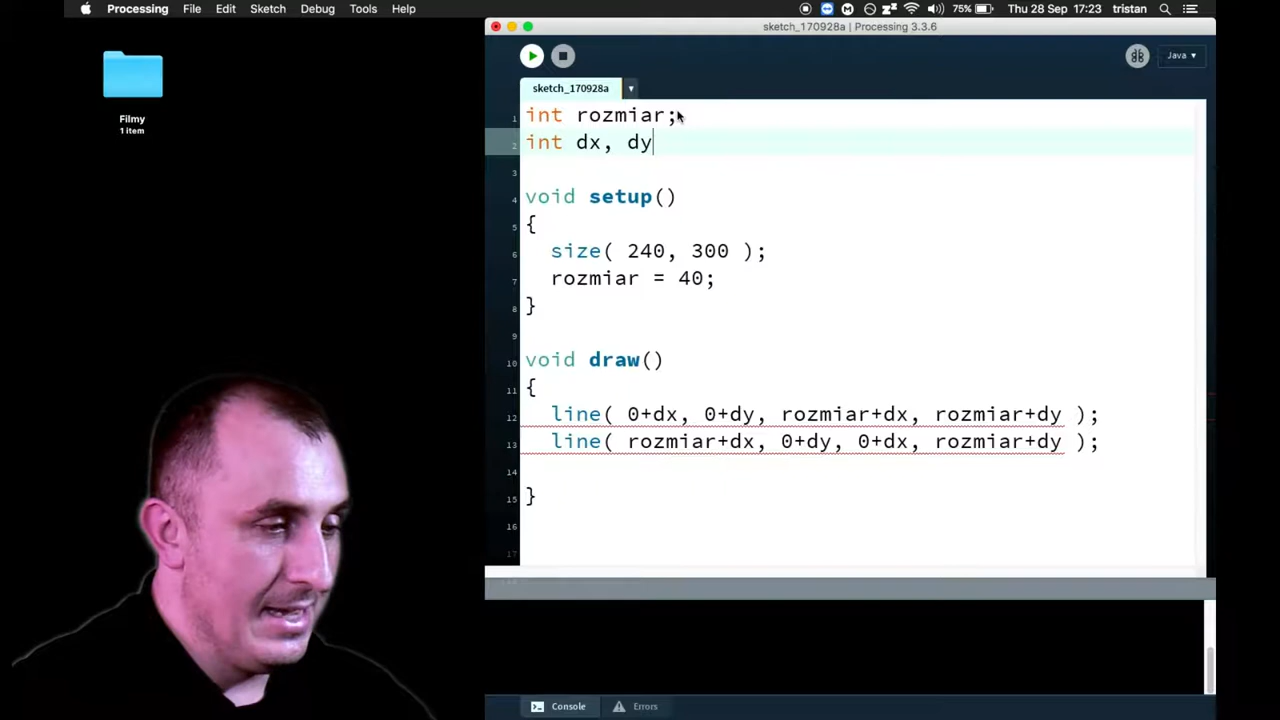 Processing File Edit Sketch Debug Tools Help 75% Thu 28 Sep 17:23 tristan
sketch_170928a | Processing 3.3.6
Java ▾
sketch_170928a ▾
Filmy
1 item
1 int rozmiar;
2 int dx, dy
3
4 void setup()
5 {
6 size( 240, 300 );
7 rozmiar = 40;
8 }
9
10 void draw()
11 {
12 line( 0+dx, 0+dy, rozmiar+dx, rozmiar+dy );
13 line( rozmiar+dx, 0+dy, 0+dx, rozmiar+dy );
14
15 }
16
17
Console Errors